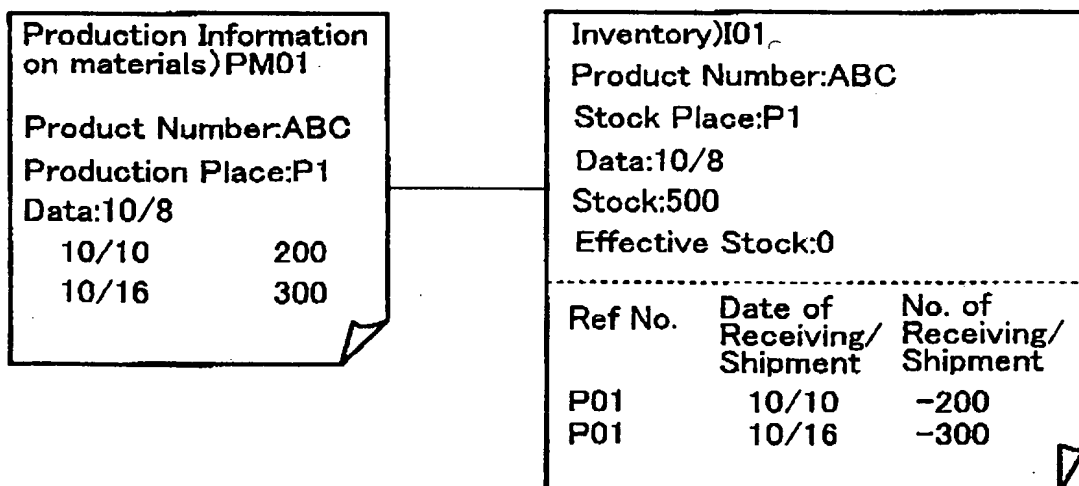 Production Information
on materials)PM01
Product Number:ABC
Production Place:P1
Data:10/8
10/10 200
10/16 300
Inventory)I01
Product Number:ABC
Stock Place:P1
Data:10/8
Stock:500
Effective Stock:0
Ref No. Date of Receiving/ Shipment No. of Receiving/ Shipment
P01 10/10 -200
P01 10/16 -300